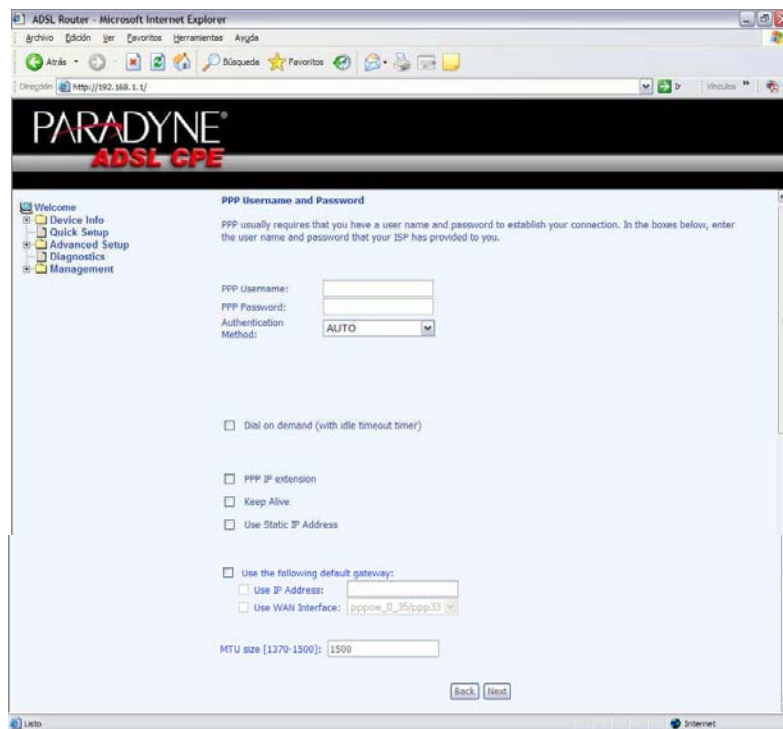 ADSL Router - Microsoft Internet Explorer
Archivo Edición Ver Favoritos Herramientas Ayuda
Atrás Búsqueda Favoritos
Dirección http://192.168.1.1/ Ir Vínculos »
PARADYNE®
ADSL CPE
Welcome
Device Info
Quick Setup
Advanced Setup
Diagnostics
Management
PPP Username and Password
PPP usually requires that you have a user name and password to establish your connection. In the boxes below, enter
the user name and password that your ISP has provided to you.
PPP Username:
PPP Password:
Authentication
Method: AUTO
Dial on demand (with idle timeout timer)
PPP IP extension
Keep Alive
Use Static IP Address
Use the following default gateway:
Use IP Address:
Use WAN Interface: pppoe_0_35/ppp33
MTU size [1370-1500]: 1500
Back Next
Listo Internet